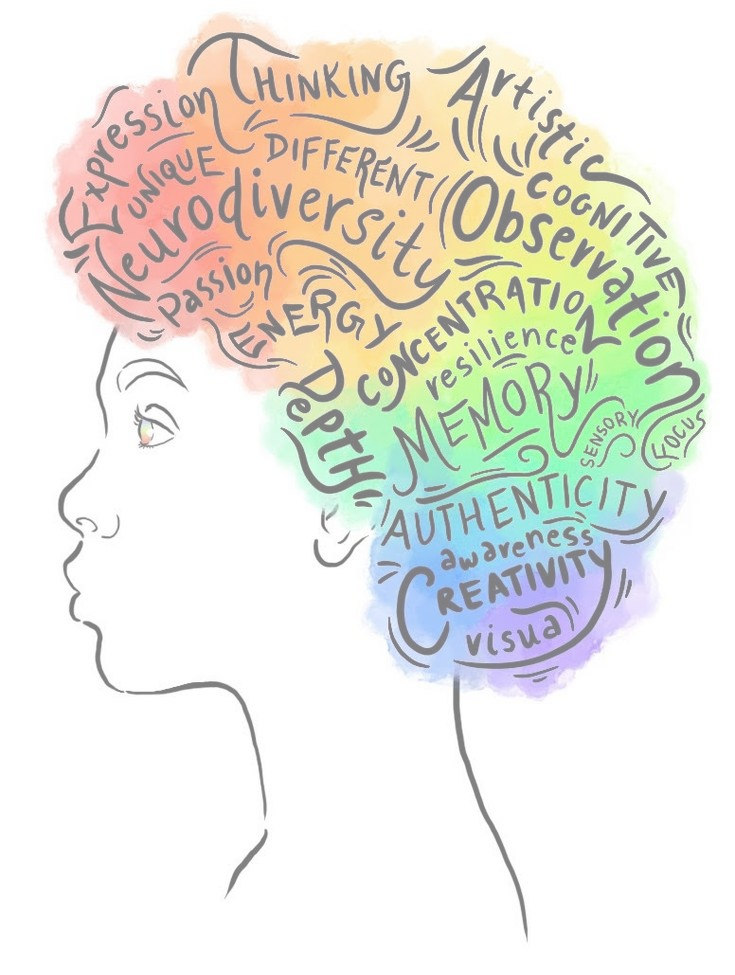 Expression
THINKING
Artistic
UNIQUE
DIFFERENT
COGNITIVE
Neurodiversity
Observation
Passion
ENERGY
CONCENTRATION
resilience
Depth
MEMORY
SENSORY
FOCUS
AUTHENTICITY
awareness
CREATIVITY
visual